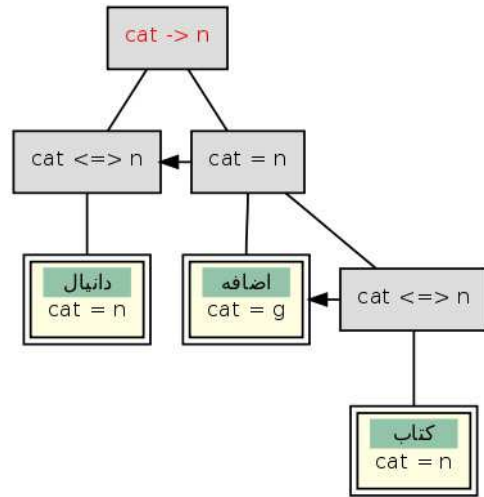 cat -> n
cat <=> n
cat = n
دانیال
cat = n
اضافه
cat = g
cat <=> n
کتاب
cat = n